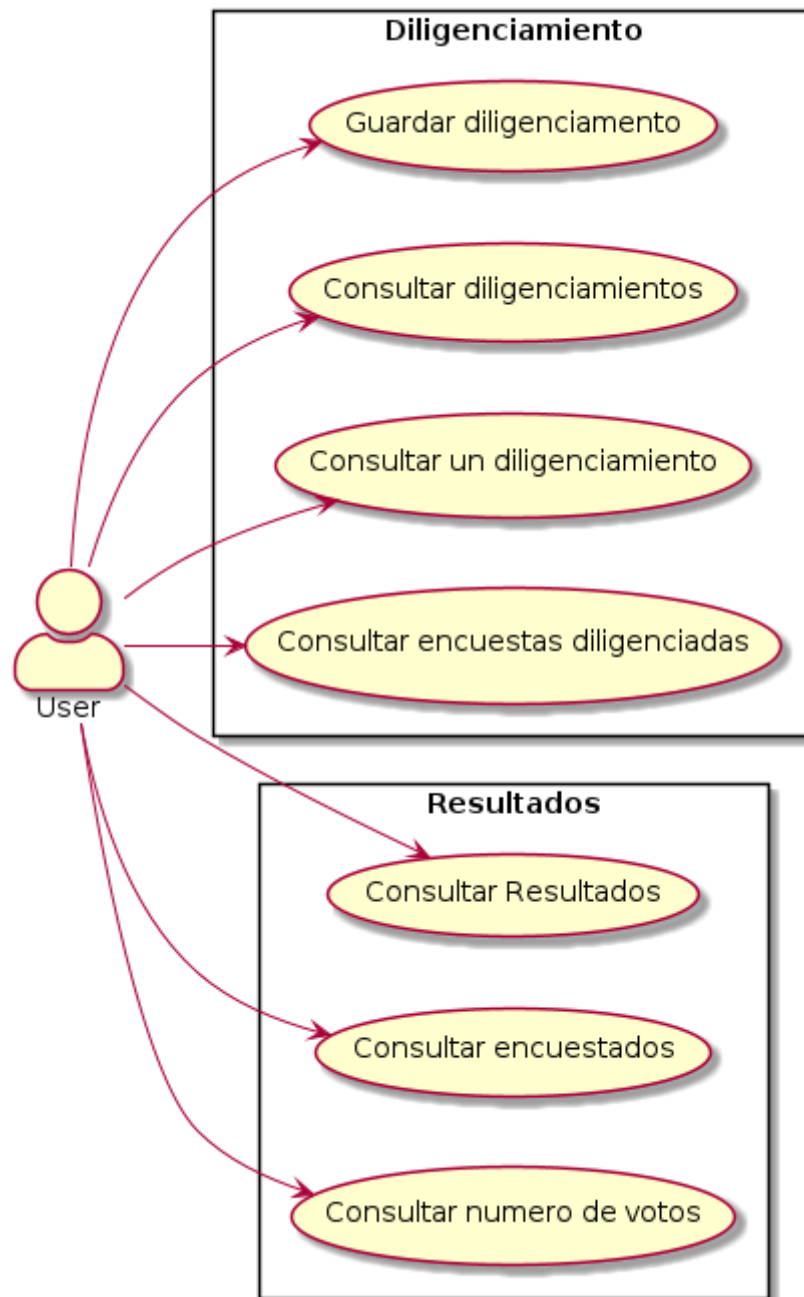 Diligenciamiento
Guardar diligenciamento
Consultar diligenciamientos
Consultar un diligenciamiento
Consultar encuestas diligenciadas
User
Resultados
Consultar Resultados
Consultar encuestados
Consultar numero de votos